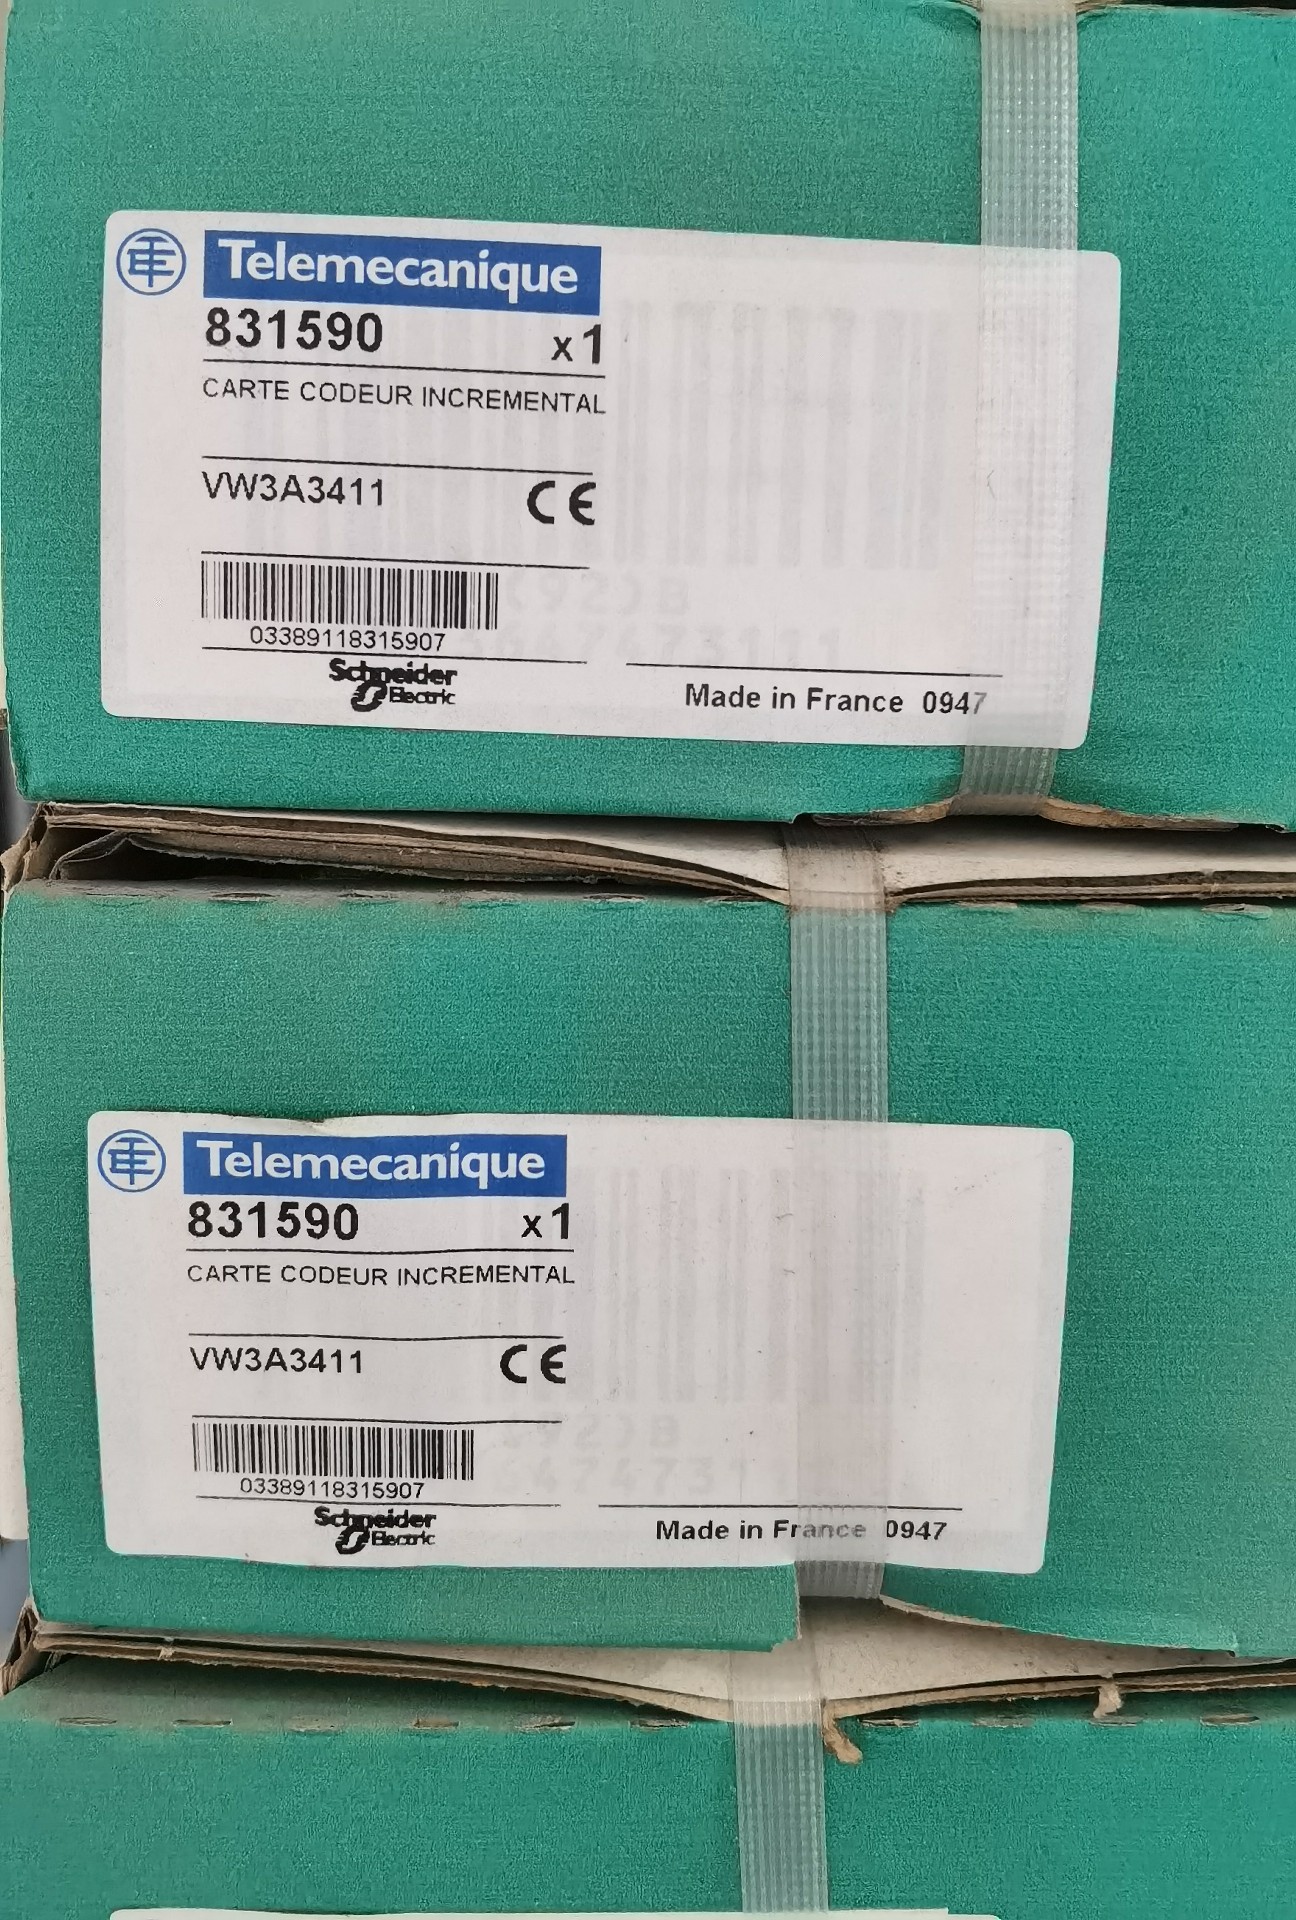 Telemecanique
831590 x1
CARTE CODEUR INCREMENTAL
VW3A3411 CE
03389118315907
Schneider
Electric
Made in France 0947
Telemecanique
831590 x1
CARTE CODEUR INCREMENTAL
VW3A3411 CE
03389118315907
Schneider
Electric
Made in France 0947